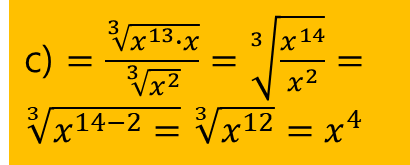 c) = ∛(x¹³·x) / ∛(x²) = ∛(x¹⁴ / x²) =
∛(x¹⁴⁻²) = ∛(x¹²) = x⁴